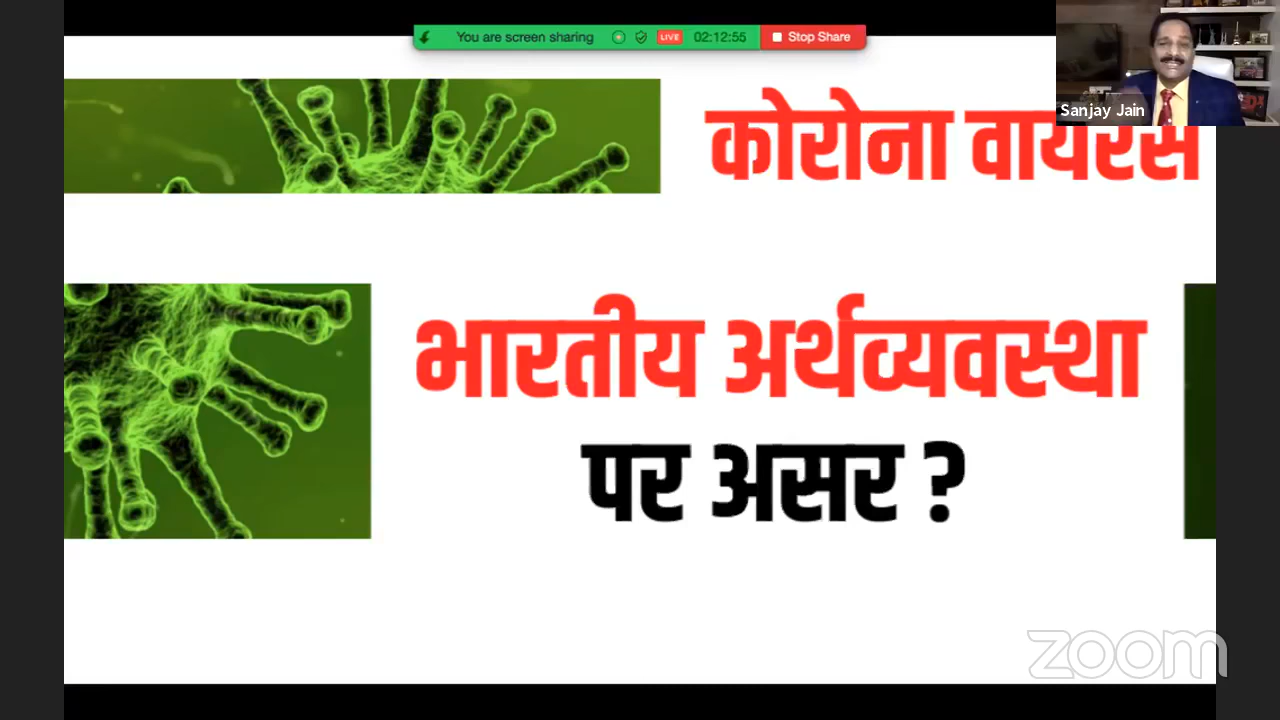 You are screen sharing LIVE 02:12:55 Stop Share
Sanjay Jain
कोरोना वायरस
भारतीय अर्थव्यवस्था
पर असर ?
zoom